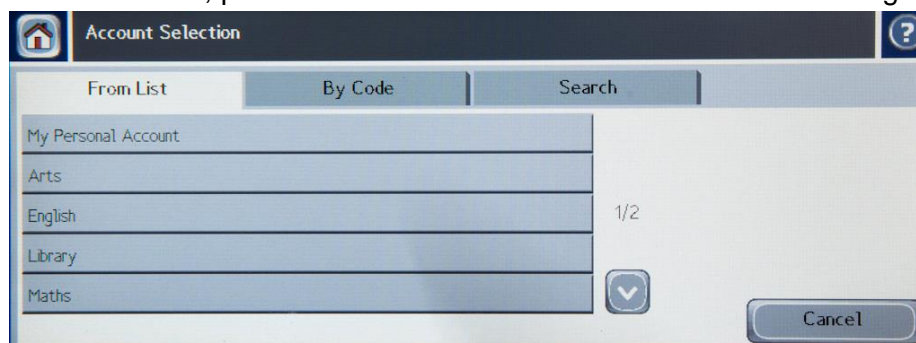 Account Selection
?
From List
By Code
Search
My Personal Account
Arts
English
1/2
Library
Maths
Cancel